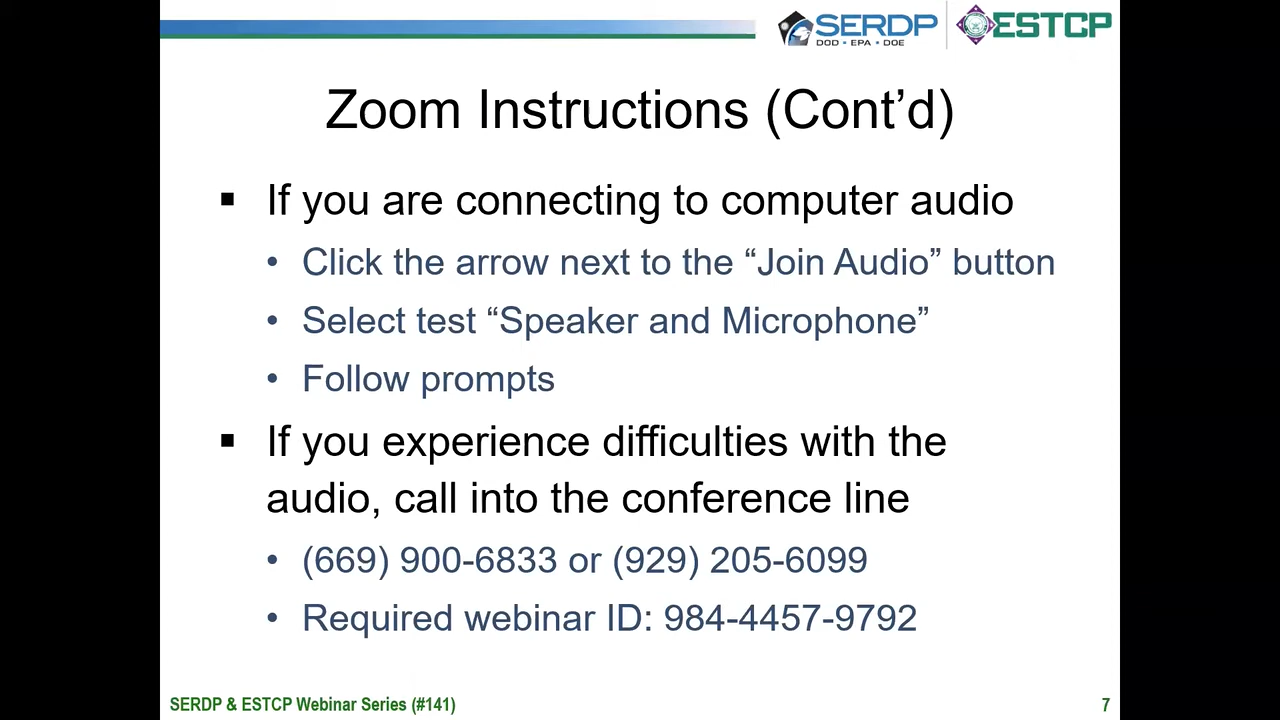 SERDP
DOD • EPA • DOE
ESTCP
Zoom Instructions (Cont’d)
▪ If you are connecting to computer audio
• Click the arrow next to the “Join Audio” button
• Select test “Speaker and Microphone”
• Follow prompts
▪ If you experience difficulties with the
audio, call into the conference line
• (669) 900-6833 or (929) 205-6099
• Required webinar ID: 984-4457-9792
SERDP & ESTCP Webinar Series (#141)
7